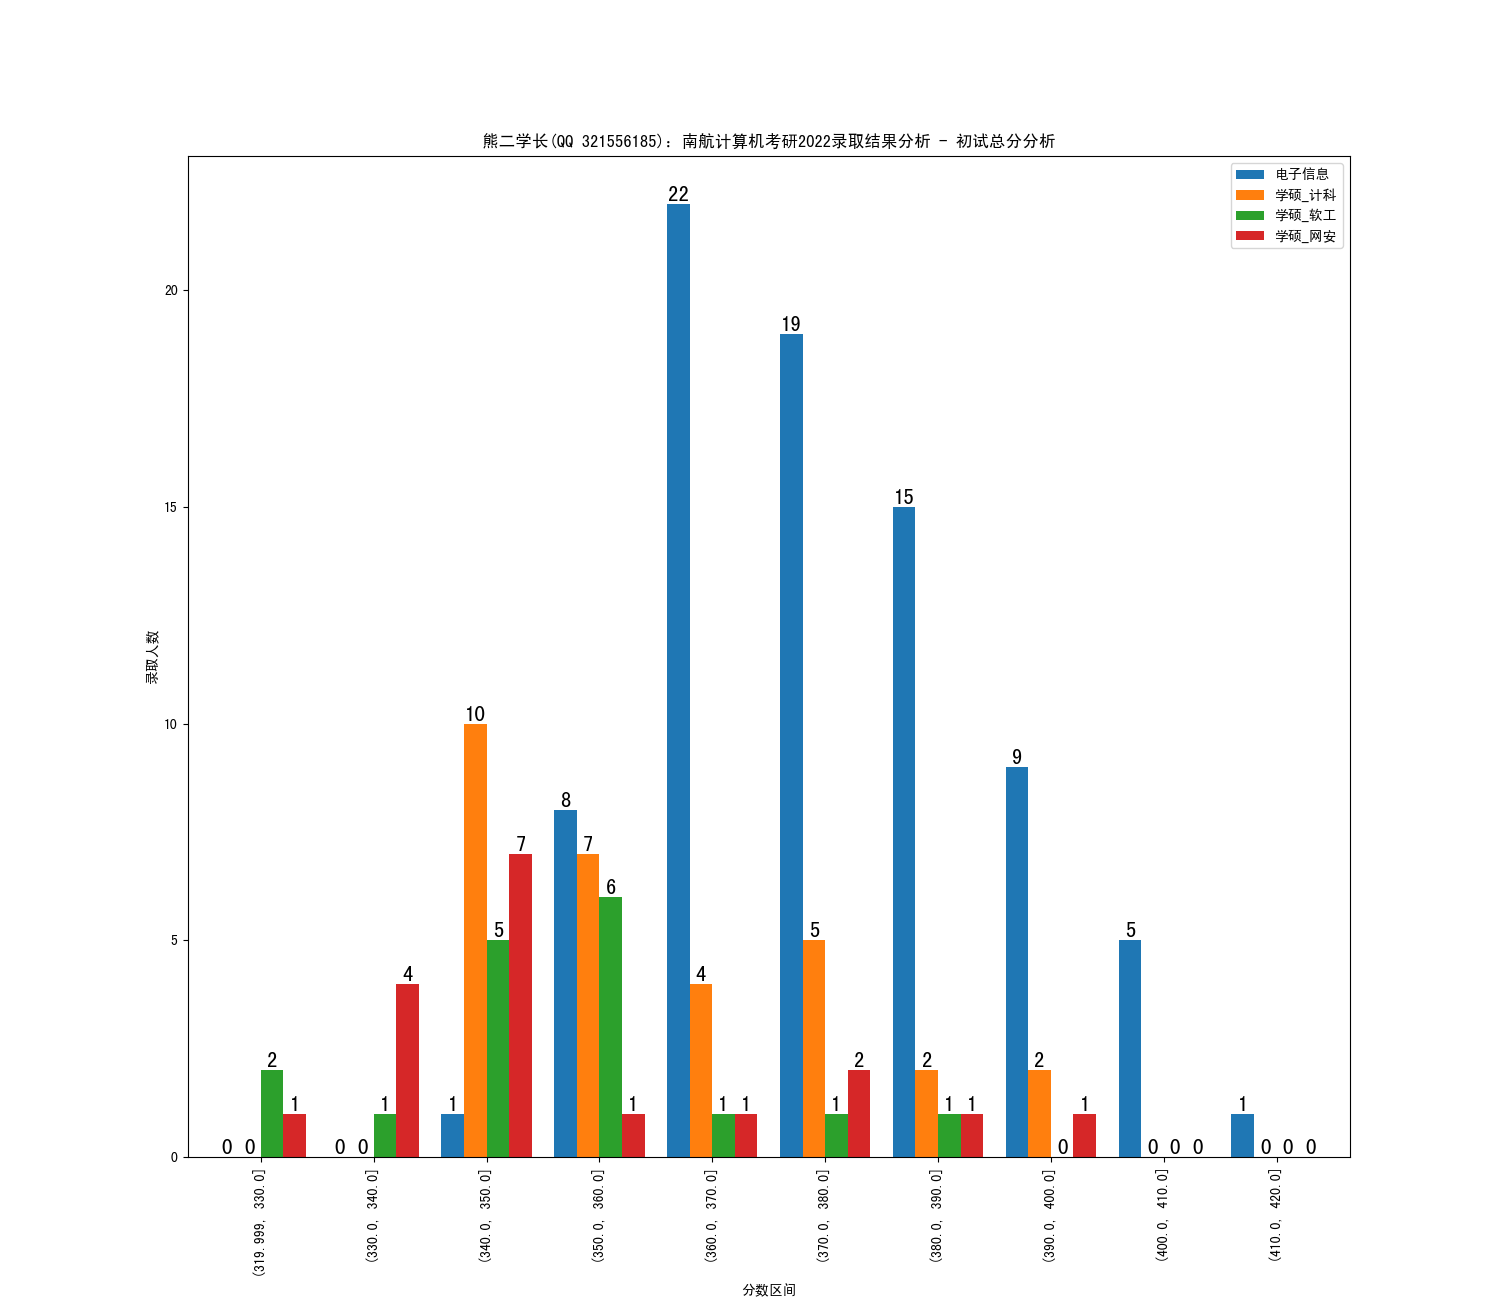 熊二学长(QQ 321556185)：南航计算机考研2022录取结果分析 - 初试总分分析
电子信息
学硕_计科
学硕_软工
学硕_网安
录取人数
20
15
10
5
0
0 0 2 1
0 0 1 4
1 10 5 7
8 7 6 1
22 4 1 1
19 5 1 2
15 2 1 1
9 2 0 1
5 0 0 0
1 0 0 0
(319.999, 330.0]
(330.0, 340.0]
(340.0, 350.0]
(350.0, 360.0]
(360.0, 370.0]
(370.0, 380.0]
(380.0, 390.0]
(390.0, 400.0]
(400.0, 410.0]
(410.0, 420.0]
分数区间